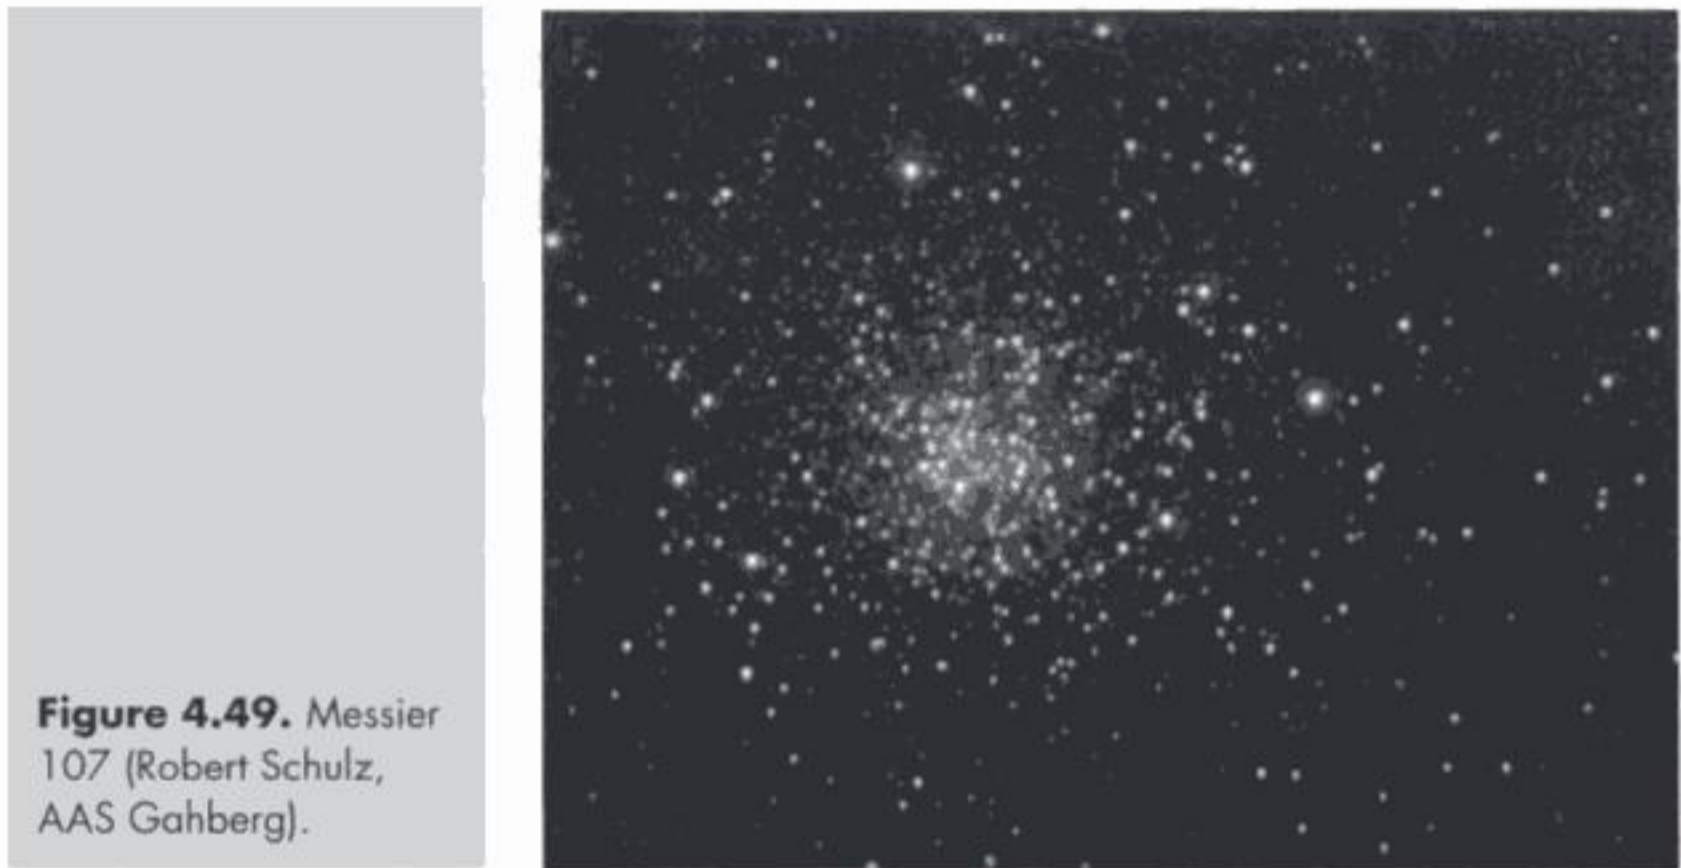 Figure 4.49. Messier
107 (Robert Schulz,
AAS Gahberg).